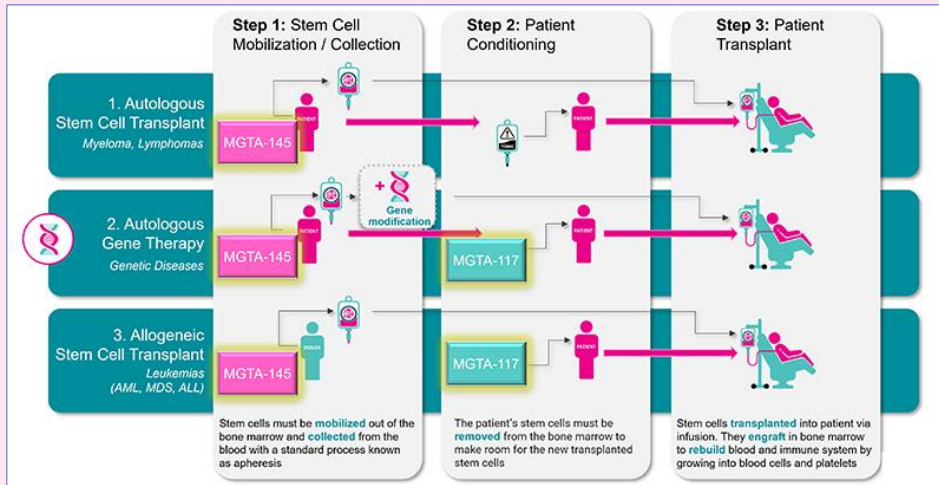 Step 1: Stem Cell
Mobilization / Collection
Step 2: Patient
Conditioning
Step 3: Patient
Transplant
1. Autologous
Stem Cell Transplant
Myeloma, Lymphomas
MGTA-145
PATIENT
TOXIC
PATIENT
2. Autologous
Gene Therapy
Genetic Diseases
MGTA-145
PATIENT
+
Gene
modification
MGTA-117
PATIENT
3. Allogeneic
Stem Cell Transplant
Leukemias
(AML, MDS, ALL)
MGTA-145
DONOR
MGTA-117
PATIENT
Stem cells must be mobilized out of the
bone marrow and collected from the
blood with a standard process known
as apheresis
The patient's stem cells must be
removed from the bone marrow to
make room for the new transplanted
stem cells
Stem cells transplanted into patient via
infusion. They engraft in bone marrow
to rebuild blood and immune system by
growing into blood cells and platelets